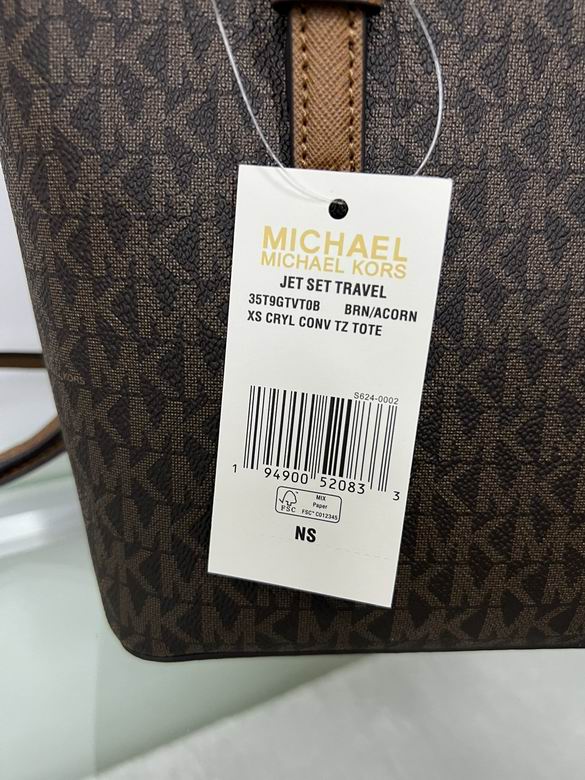 MICHAEL
MICHAEL KORS
JET SET TRAVEL
35T9GTVT0B BRN/ACORN
XS CRYL CONV TZ TOTE
S624-0002
1 94900 52083 3
FSC
MIX
Paper
FSC® C012345
NS